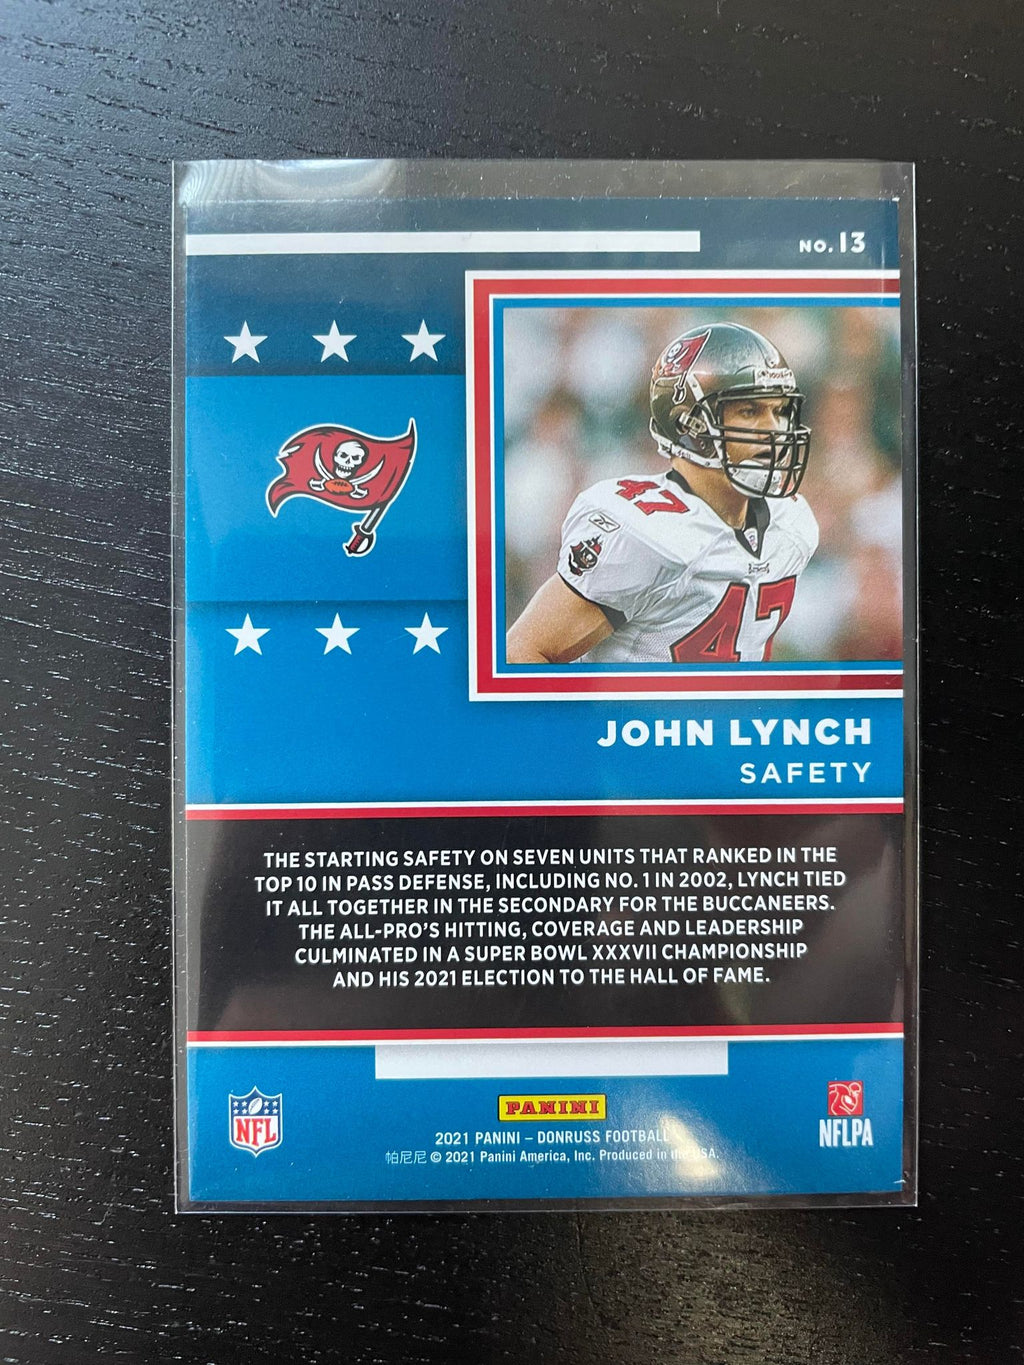 NO. 13
47
47
JOHN LYNCH
SAFETY
THE STARTING SAFETY ON SEVEN UNITS THAT RANKED IN THE
TOP 10 IN PASS DEFENSE, INCLUDING NO. 1 IN 2002, LYNCH TIED
IT ALL TOGETHER IN THE SECONDARY FOR THE BUCCANEERS.
THE ALL-PRO'S HITTING, COVERAGE AND LEADERSHIP
CULMINATED IN A SUPER BOWL XXXVII CHAMPIONSHIP
AND HIS 2021 ELECTION TO THE HALL OF FAME.
NFL
PANINI
NFLPA
2021 PANINI – DONRUSS FOOTBALL
帕尼尼 © 2021 Panini America, Inc. Produced in the USA.